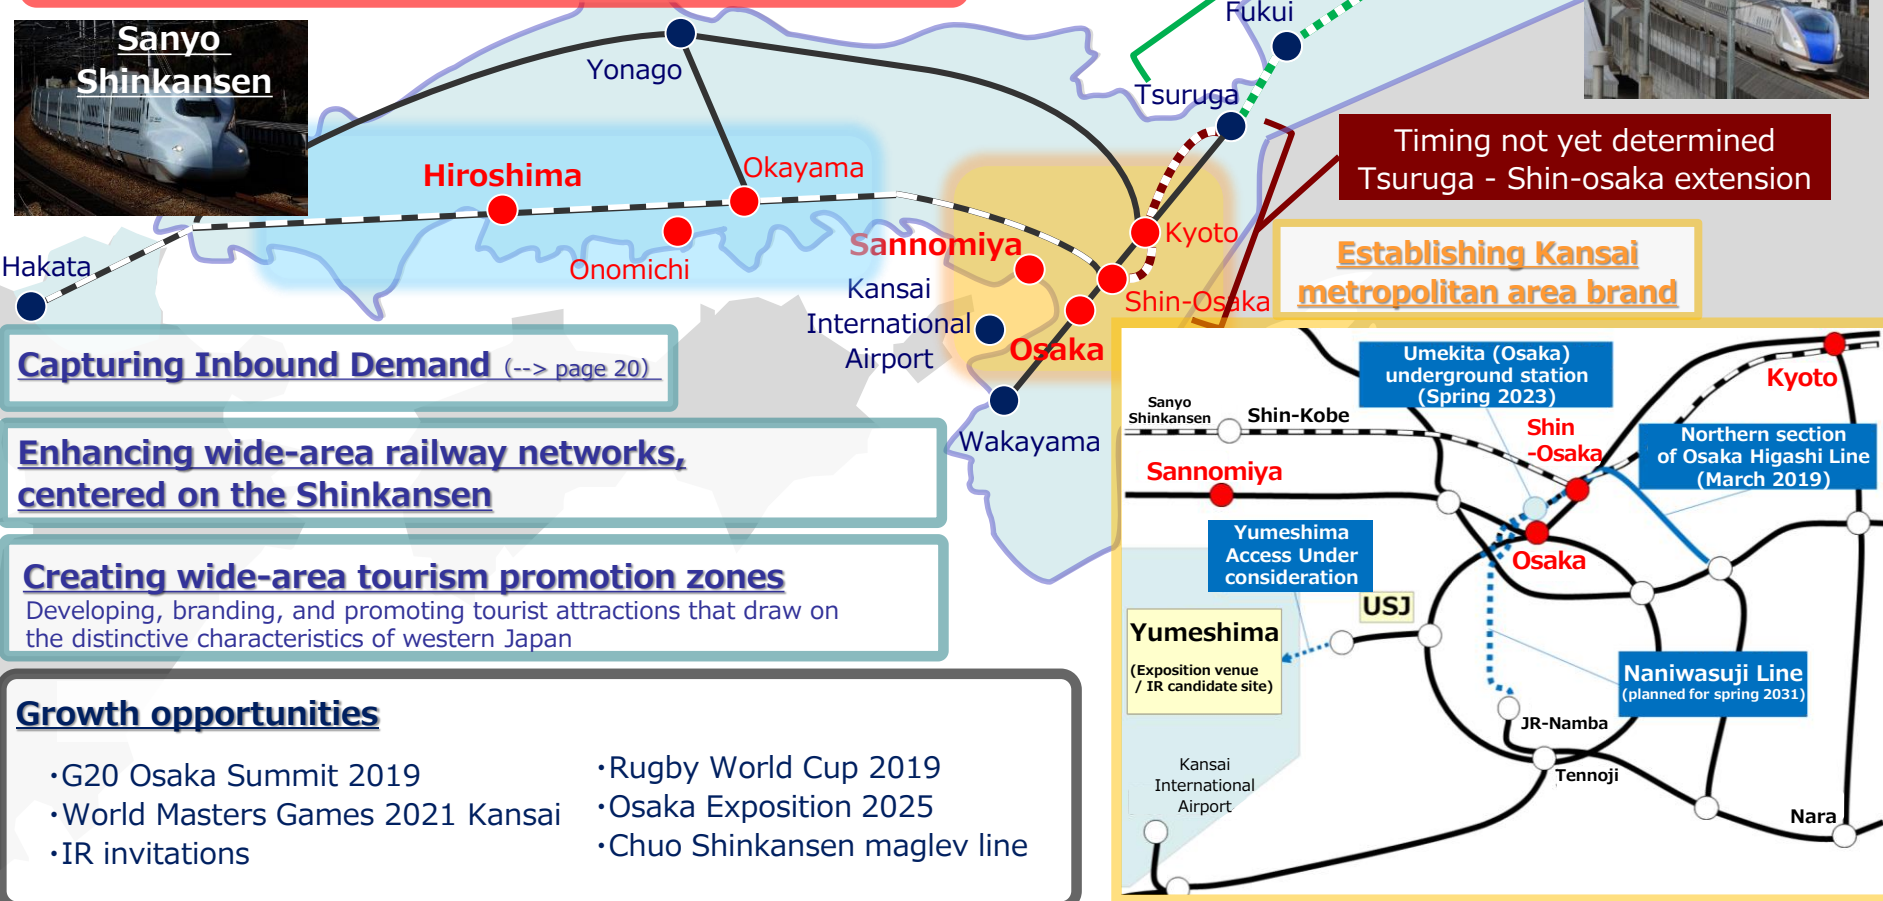 Sanyo
Shinkansen
Fukui
Yonago
Tsuruga
Timing not yet determined
Tsuruga - Shin-osaka extension
Hiroshima
Okayama
Onomichi
Hakata
Sannomiya
Kyoto
Kansai
International
Airport
Shin-Osaka
Osaka
Wakayama
Establishing Kansai
metropolitan area brand
Capturing Inbound Demand (--> page 20)
Enhancing wide-area railway networks,
centered on the Shinkansen
Creating wide-area tourism promotion zones
Developing, branding, and promoting tourist attractions that draw on
the distinctive characteristics of western Japan
Growth opportunities
・G20 Osaka Summit 2019
・World Masters Games 2021 Kansai
・IR invitations
・Rugby World Cup 2019
・Osaka Exposition 2025
・Chuo Shinkansen maglev line
Umekita (Osaka)
underground station
(Spring 2023)
Kyoto
Sanyo
Shinkansen
Shin-Kobe
Shin
-Osaka
Northern section
of Osaka Higashi Line
(March 2019)
Sannomiya
Yumeshima
Access Under
consideration
Osaka
USJ
Yumeshima
(Exposition venue
/ IR candidate site)
Naniwasuji Line
(planned for spring 2031)
JR-Namba
Tennoji
Kansai
International
Airport
Nara